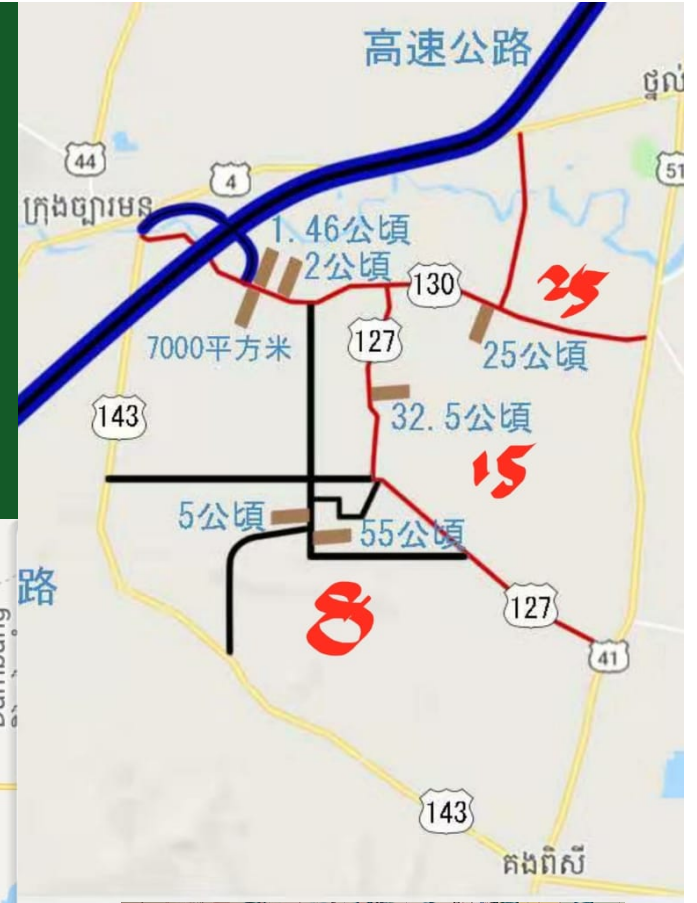 高速公路
ថ្នល់
44
4
51
ក្រុងច្បារមន
1.46公頃
2公頃
130
25
7000平方米
127
25公頃
143
32.5公頃
15
5公頃
55公頃
路
8
127
41
143
គងពិសី